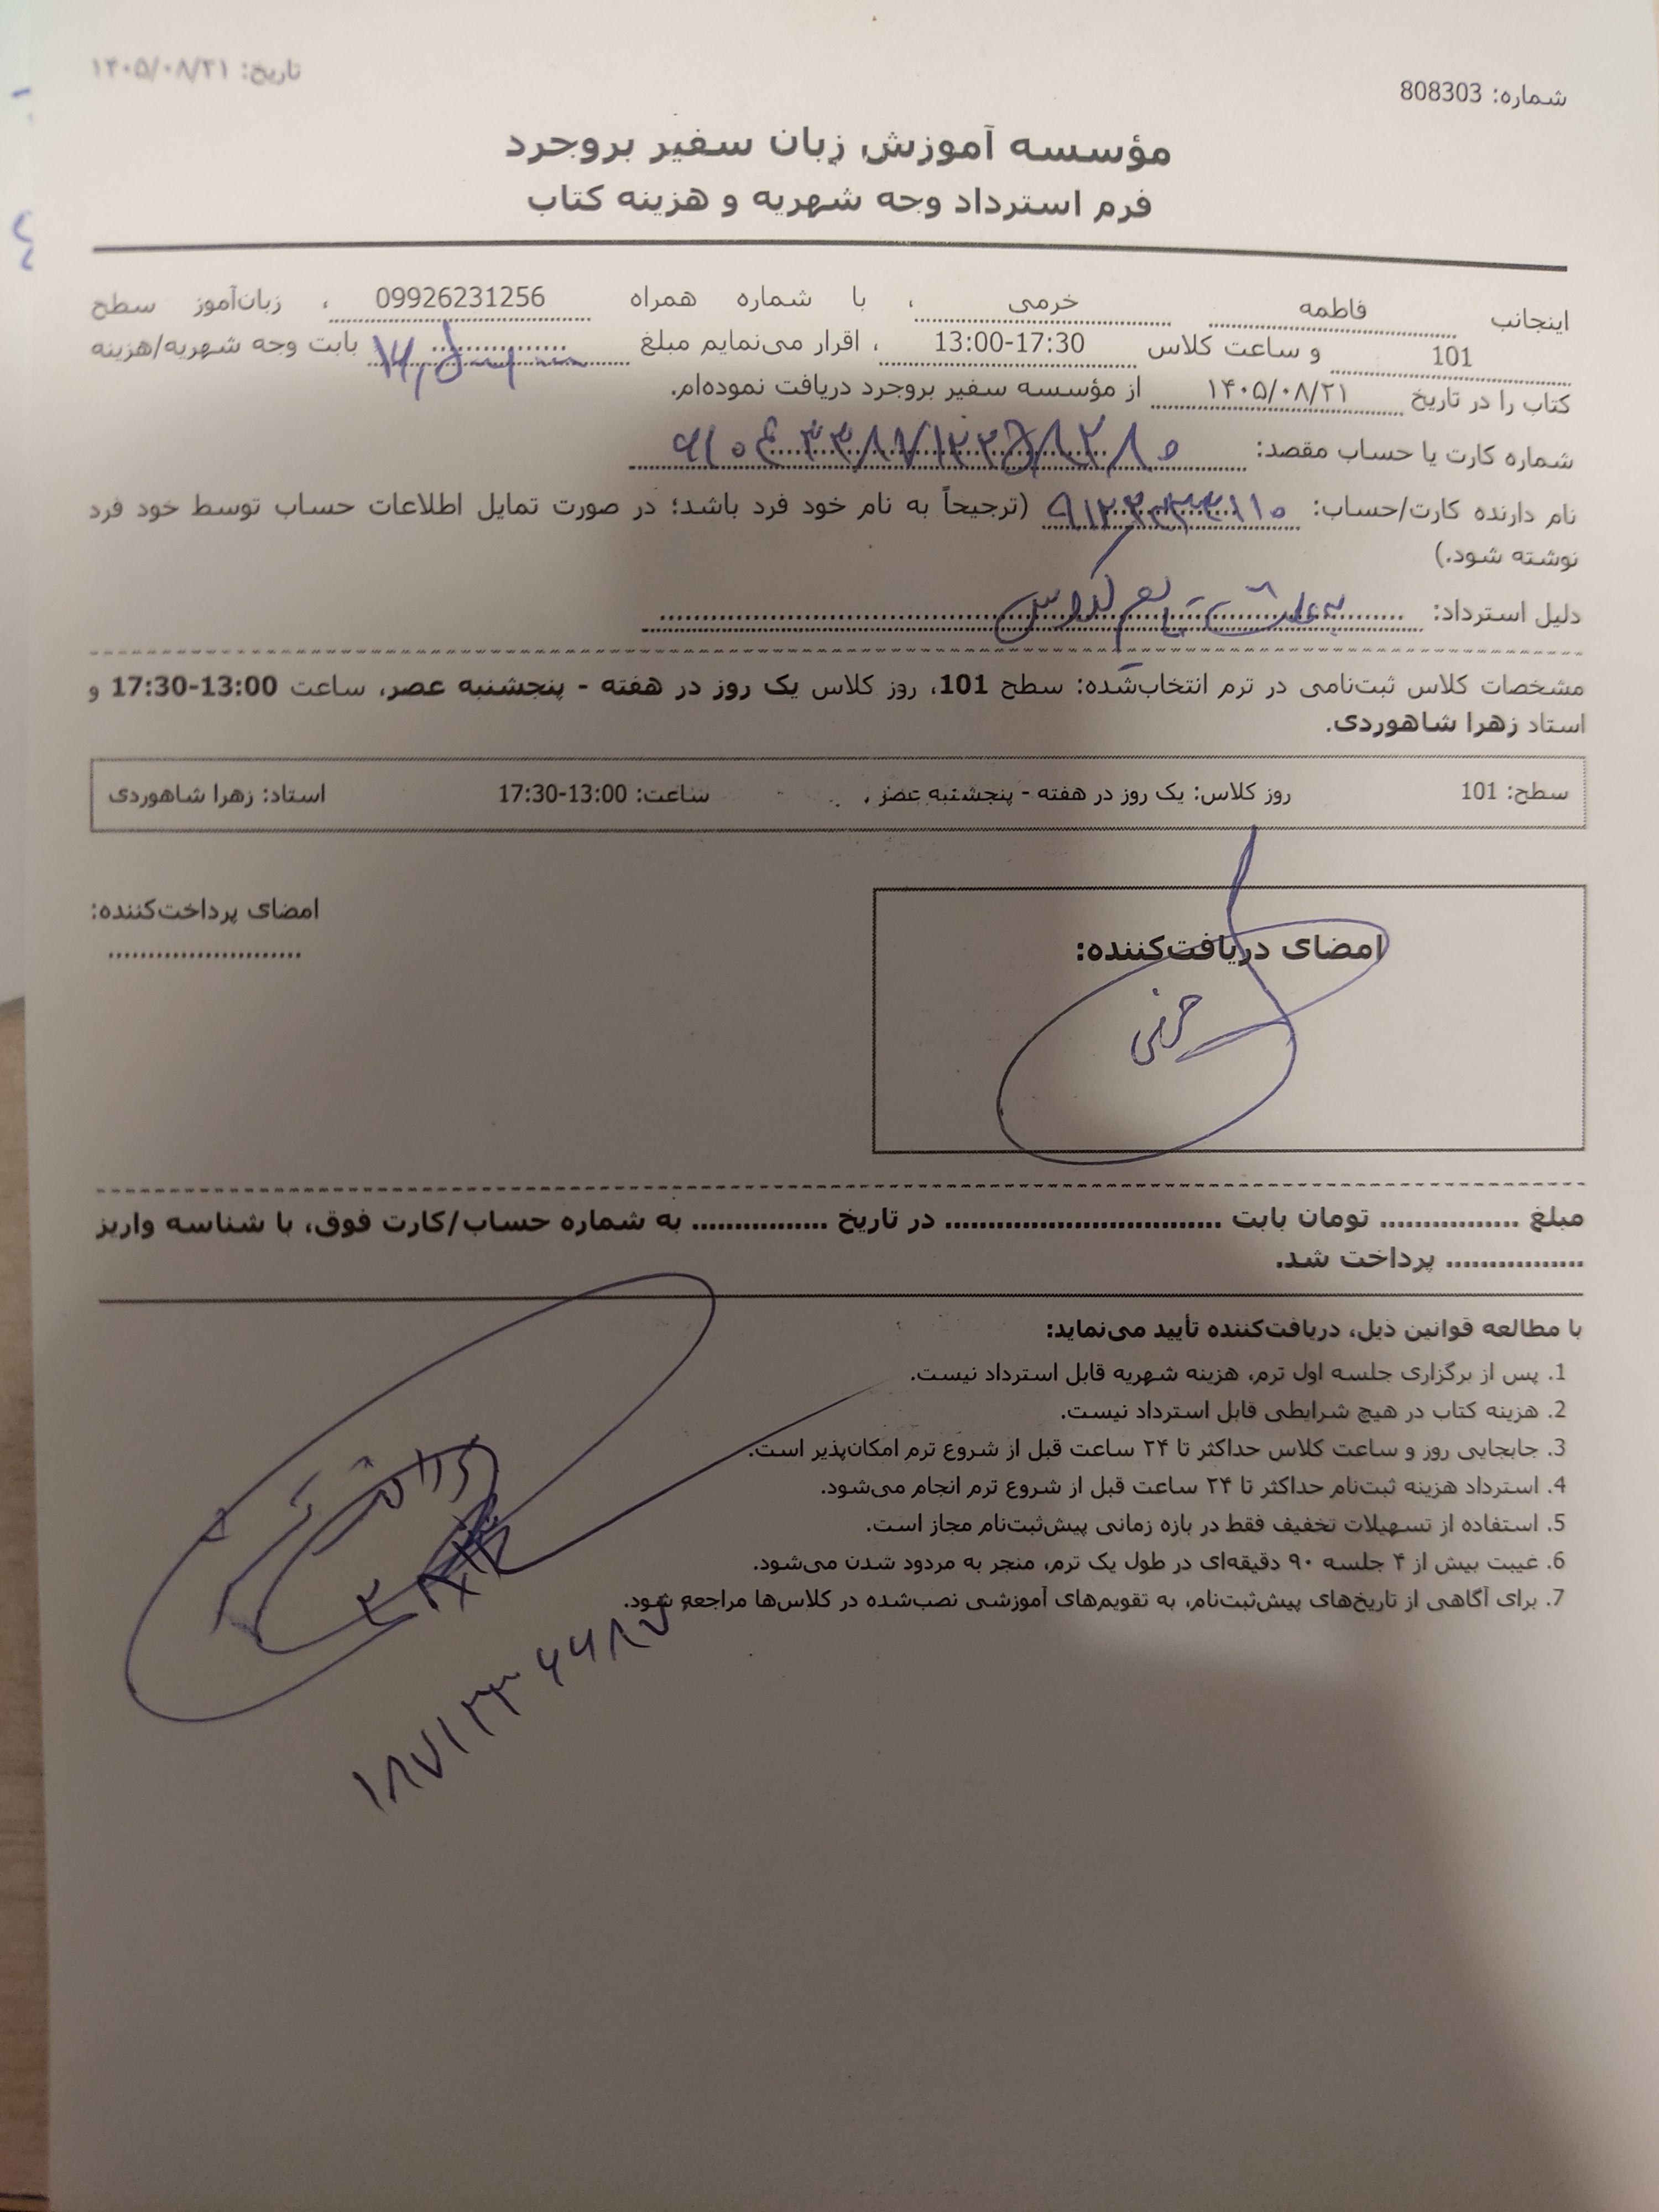 شماره: 808303
تاریخ: ۱۴۰۵/۰۸/۲۱
مؤسسه آموزش زبان سفیر بروجرد
فرم استرداد وجه شهریه و هزینه کتاب
اینجانب فاطمه خرمی ، با شماره همراه 09926231256 ، زبان‌آموز سطح
101 و ساعت کلاس 13:00-17:30 ، اقرار می‌نمایم مبلغ بابت وجه شهریه/هزینه
کتاب را در تاریخ ۱۴۰۵/۰۸/۲۱ از مؤسسه سفیر بروجرد دریافت نموده‌ام.
شماره کارت یا حساب مقصد:
نام دارنده کارت/حساب: (ترجیحاً به نام خود فرد باشد؛ در صورت تمایل اطلاعات حساب توسط خود فرد
نوشته شود.)
دلیل استرداد: به علت کلاس
مشخصات کلاس ثبت‌نامی در ترم انتخاب‌شده: سطح 101، روز کلاس یک روز در هفته - پنجشنبه عصر، ساعت 13:00-17:30 و
استاد زهرا شاهوردی.
سطح: 101 روز کلاس: یک روز در هفته - پنجشنبه عصر ساعت: 13:00-17:30 استاد: زهرا شاهوردی
امضای دریافت‌کننده:
امضای پرداخت‌کننده:
خرمی
مبلغ ................ تومان بابت ................................ در تاریخ ................ به شماره حساب/کارت فوق، با شناسه واریز
................ پرداخت شد.
با مطالعه قوانین ذیل، دریافت‌کننده تأیید می‌نماید:
1. پس از برگزاری جلسه اول ترم، هزینه شهریه قابل استرداد نیست.
2. هزینه کتاب در هیچ شرایطی قابل استرداد نیست.
3. جابجایی روز و ساعت کلاس حداکثر تا ۲۴ ساعت قبل از شروع ترم امکان‌پذیر است.
4. استرداد هزینه ثبت‌نام حداکثر تا ۲۴ ساعت قبل از شروع ترم انجام می‌شود.
5. استفاده از تسهیلات تخفیف فقط در بازه زمانی پیش‌ثبت‌نام مجاز است.
6. غیبت بیش از ۴ جلسه ۹۰ دقیقه‌ای در طول یک ترم، منجر به مردود شدن می‌شود.
7. برای آگاهی از تاریخ‌های پیش‌ثبت‌نام، به تقویم‌های آموزشی نصب‌شده در کلاس‌ها مراجعه شود.